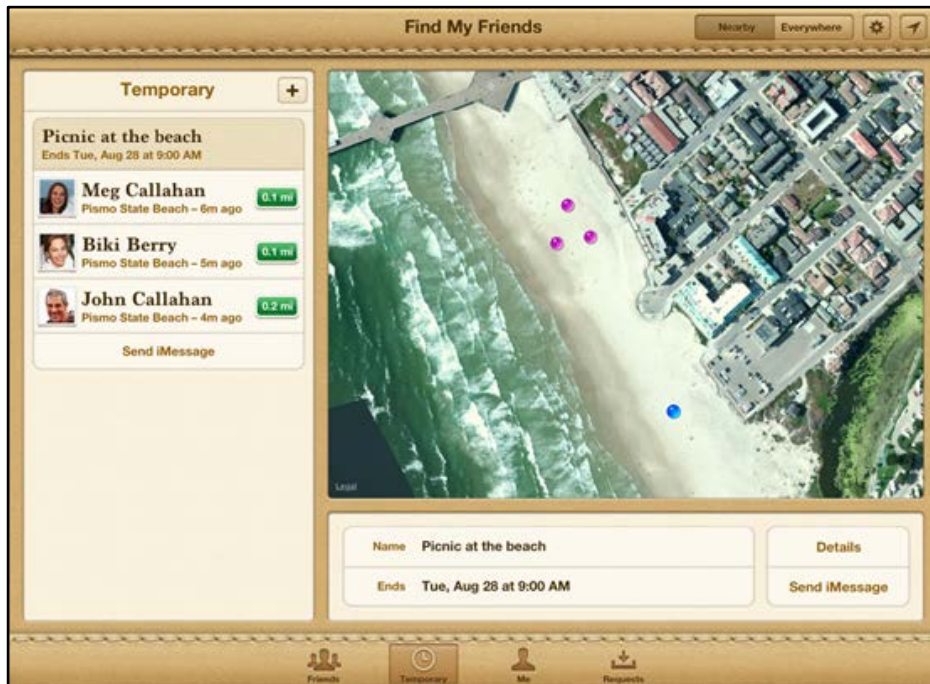 Find My Friends
Nearby
Everywhere
Temporary
+
Picnic at the beach
Ends Tue, Aug 28 at 9:00 AM
Meg Callahan
Pismo State Beach – 6m ago
0.1 mi
Biki Berry
Pismo State Beach – 5m ago
0.1 mi
John Callahan
Pismo State Beach – 4m ago
0.2 mi
Send iMessage
Legal
Name Picnic at the beach
Ends Tue, Aug 28 at 9:00 AM
Details
Send iMessage
Friends
Temporary
Me
Requests